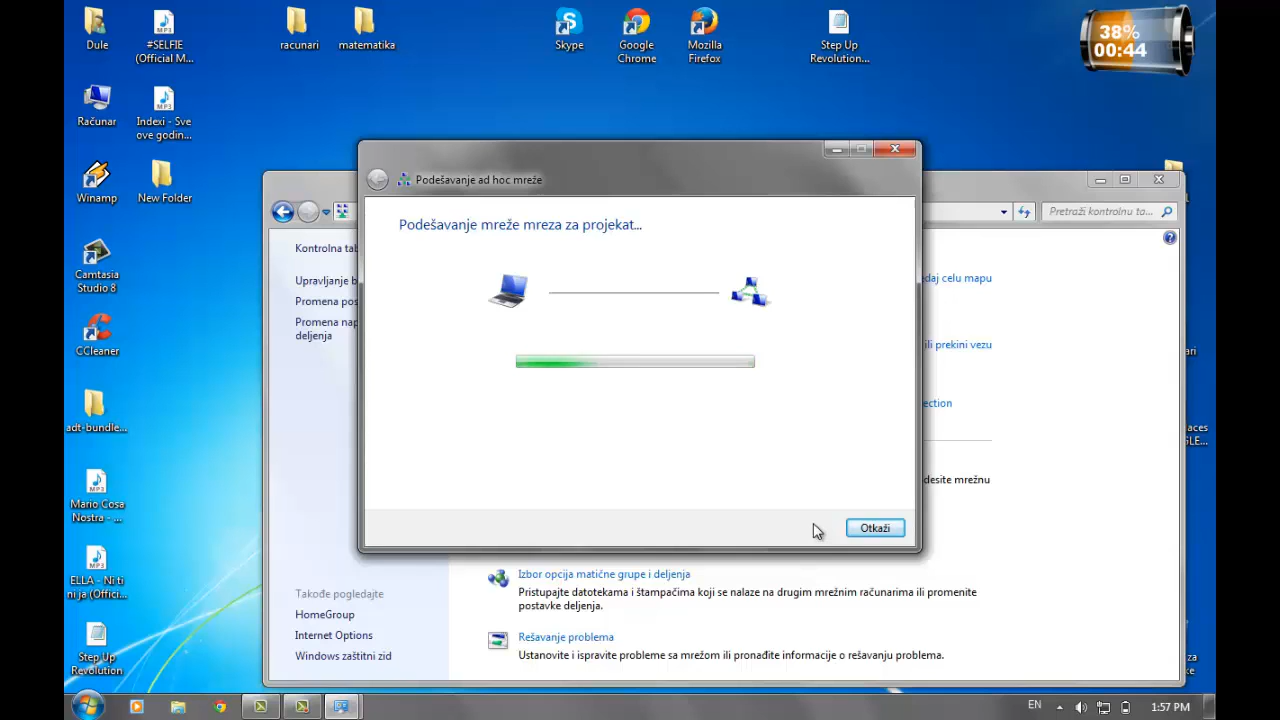 Dule
#SELFIE
(Official M...
racunari
matematika
Skype
Google
Chrome
Mozilla
Firefox
Step Up
Revolution...
38%
00:44
Računar
Indexi - Sve
ove godin...
Winamp
New Folder
Camtasia
Studio 8
CCleaner
adt-bundle...
Mario Cosa
Nostra - ...
ELLA - Ni ti
ni ja (Offici...
Step Up
Revolution
Podešavanje ad hoc mreže
Podešavanje mreže mreza za projekat...
Otkaži
Pretraži kontrolnu to...
Kontrolna tab
Upravljanje b
Promena pos
Promena nap
deljenja
daj celu mapu
ili prekini vezu
ection
desite mrežnu
Izbor opcija matične grupe i deljenja
Pristupajte datotekama i štampačima koji se nalaze na drugim mrežnim računarima ili promenite
postavke deljenja.
Rešavanje problema
Ustanovite i ispravite probleme sa mrežom ili pronađite informacije o rešavanju problema.
Takođe pogledajte
HomeGroup
Internet Options
Windows zaštitni zid
ari
aces
GLE...
za
ke
EN
1:57 PM